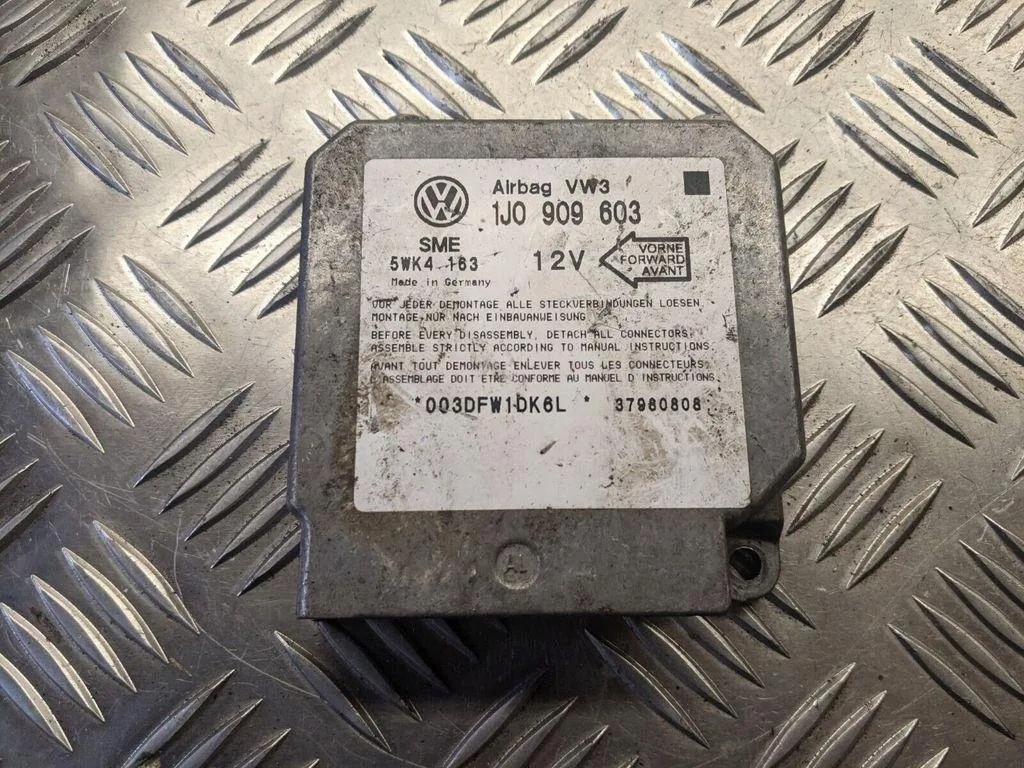 Airbag VW3
1J0 909 603
SME
5WK4 163
12V
VORNE
FORWARD
AVANT
Made in Germany
VOR JEDER DEMONTAGE ALLE STECKVERBINDUNGEN LOESEN.
MONTAGE NUR NACH EINBAUANWEISUNG
BEFORE EVERY DISASSEMBLY, DETACH ALL CONNECTORS.
ASSEMBLE STRICTLY ACCORDING TO MANUAL INSTRUCTIONS.
AVANT TOUT DEMONTAGE ENLEVER TOUS LES CONNECTEURS.
L'ASSEMBLAGE DOIT ETRE CONFORME AU MANUEL D'INSTRUCTIONS.
*003DFW1DK6L * 37980808
AL